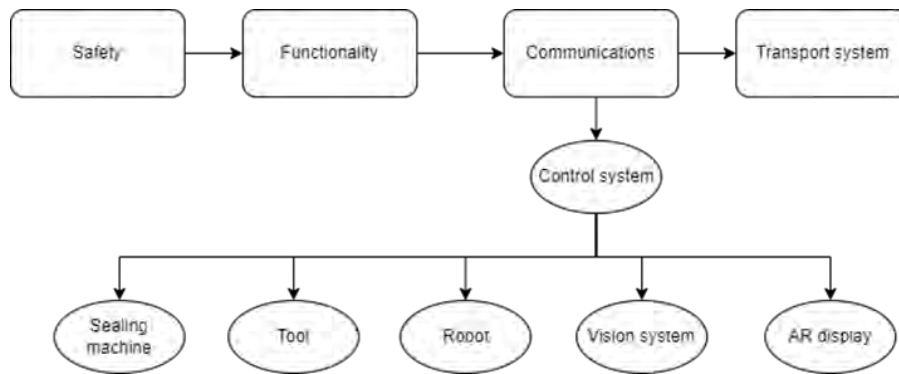 Safety
Functionality
Communications
Transport system
Control system
Sealing
machine
Tool
Robot
Vision system
AR display